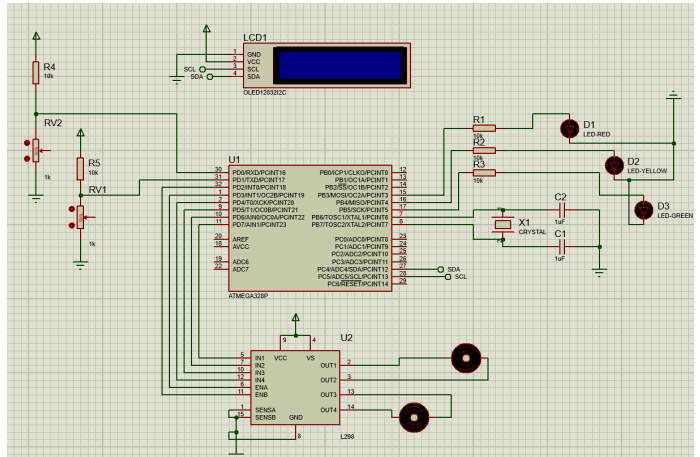 LCD1
1 GND
2 VCC
SCL 3 SCL
SDA 4 SDA
OLED12832I2C
R4
10k
RV2
1k
R5
10k
RV1
1k
R1
10k
R2
10k
R3
10k
D1
LED-RED
D2
LED-YELLOW
D3
LED-GREEN
U1
30 PD0/RXD/PCINT16 PB0/ICP1/CLKO/PCINT0 12
31 PD1/TXD/PCINT17 PB1/OC1A/PCINT1 13
32 PD2/INT0/PCINT18 PB2/SS/OC1B/PCINT2 14
1 PD3/INT1/OC2B/PCINT19 PB3/MOSI/OC2A/PCINT3 15
2 PD4/T0/XCK/PCINT20 PB4/MISO/PCINT4 16
9 PD5/T1/OC0B/PCINT21 PB5/SCK/PCINT5 17
10 PD6/AIN0/OC0A/PCINT22 PB6/TOSC1/XTAL1/PCINT6 7
11 PD7/AIN1/PCINT23 PB7/TOSC2/XTAL2/PCINT7 8
20 AREF PC0/ADC0/PCINT8 23
18 AVCC PC1/ADC1/PCINT9 24
PC2/ADC2/PCINT10 25
19 ADC6 PC3/ADC3/PCINT11 26
22 ADC7 PC4/ADC4/SDA/PCINT12 27 SDA
PC5/ADC5/SCL/PCINT13 28 SCL
PC6/RESET/PCINT14 29
ATMEGA328P
X1
CRYSTAL
C2
1uF
C1
1uF
U2
9 4
5 IN1 VCC VS OUT1 2
7 IN2 OUT2 3
10 IN3 OUT3 13
12 IN4 OUT4 14
6 ENA
11 ENB
1 SENSA
15 SENSB GND
8
L298